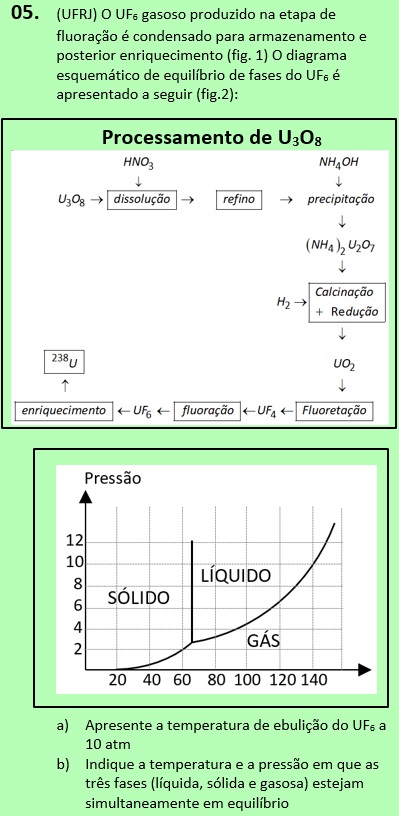 05. (UFRJ) O UF₆ gasoso produzido na etapa de
fluoração é condensado para armazenamento e
posterior enriquecimento (fig. 1) O diagrama
esquemático de equilíbrio de fases do UF₆ é
apresentado a seguir (fig.2):
Processamento de U₃O₈
HNO₃ NH₄OH
↓ ↓
U₃O₈ → dissolução → refino → precipitação
↓
(NH₄)₂ U₂O₇
↓
H₂ → Calcinação
+ Redução
↓
²³⁸U UO₂
↑ ↓
enriquecimento ← UF₆ ← fluoração ← UF₄ ← Fluoretação
Pressão
12
10
LÍQUIDO
8
SÓLIDO
6
4
GÁS
2
20 40 60 80 100 120 140
a) Apresente a temperatura de ebulição do UF₆ a
10 atm
b) Indique a temperatura e a pressão em que as
três fases (líquida, sólida e gasosa) estejam
simultaneamente em equilíbrio